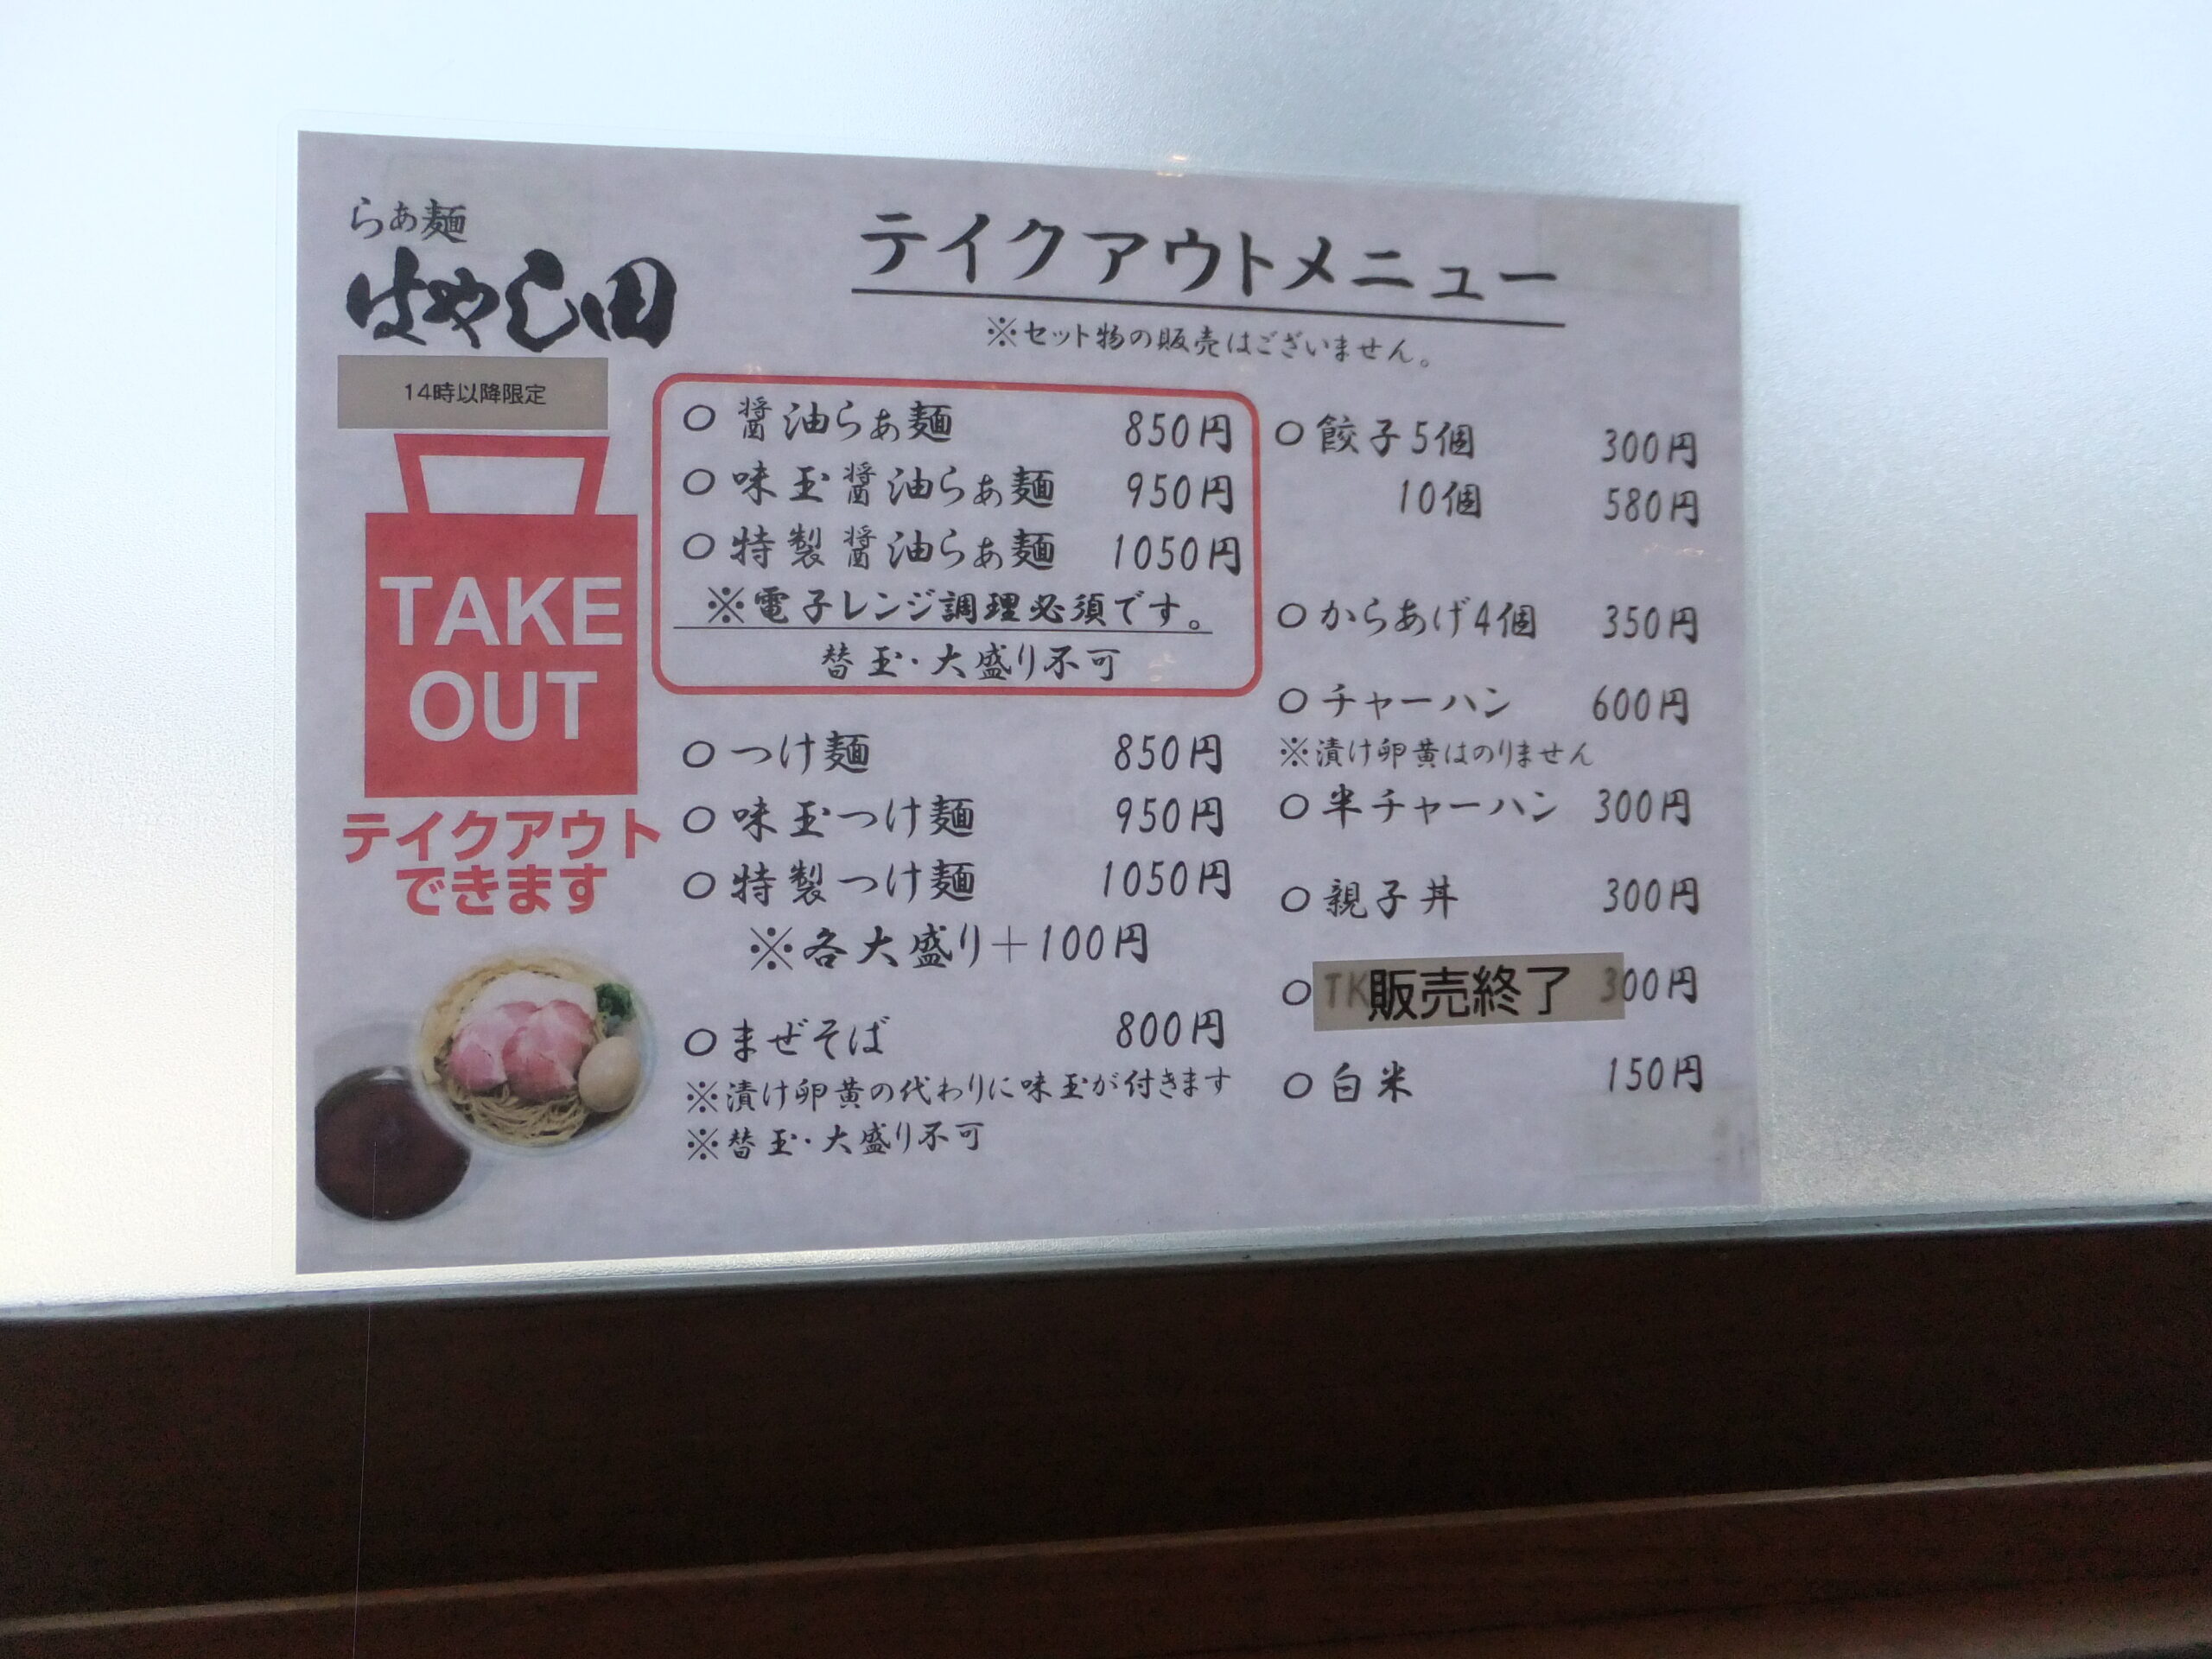 らぁ麺
はやし田
14時以降限定
TAKE
OUT
テイクアウト
できます
テイクアウトメニュー
※セット物の販売はございません。
○ 醤油らぁ麺 850円
○ 味玉醤油らぁ麺 950円
○ 特製醤油らぁ麺 1050円
※電子レンジ調理必須です。
替玉・大盛り不可
○ つけ麺 850円
○ 味玉つけ麺 950円
○ 特製つけ麺 1050円
※各大盛り+100円
○ まぜそば 800円
※漬け卵黄の代わりに味玉が付きます
※替玉・大盛り不可
○ 餃子5個 300円
10個 580円
○ からあげ4個 350円
○ チャーハン 600円
※漬け卵黄はのりません
○ 半チャーハン 300円
○ 親子丼 300円
○ TK販売終了 300円
○ 白米 150円